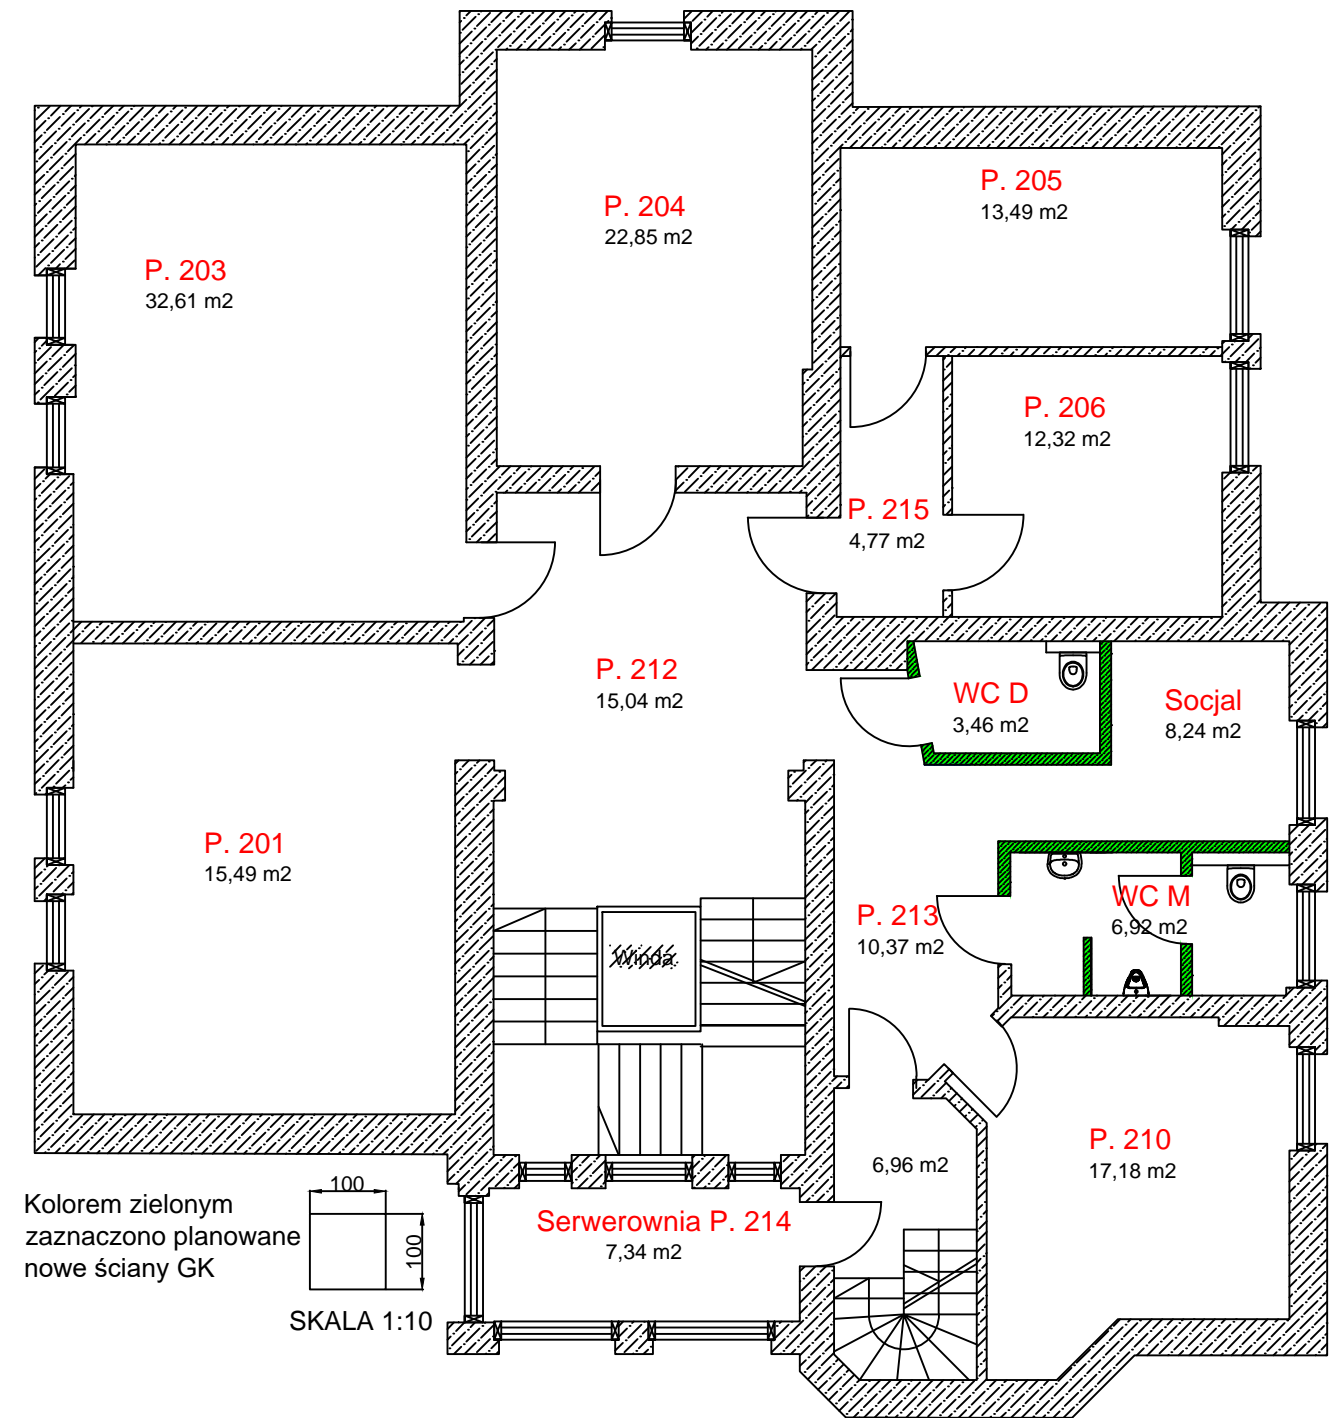 P. 204
22,85 m2
P. 205
13,49 m2
P. 203
32,61 m2
P. 206
12,32 m2
P. 215
4,77 m2
P. 212
15,04 m2
WC D
3,46 m2
Socjal
8,24 m2
P. 201
15,49 m2
WC M
6,92 m2
P. 213
10,37 m2
Winda
P. 210
17,18 m2
6,96 m2
Serwerownia P. 214
7,34 m2
Kolorem zielonym
zaznaczono planowane
nowe ściany GK
100
100
SKALA 1:10